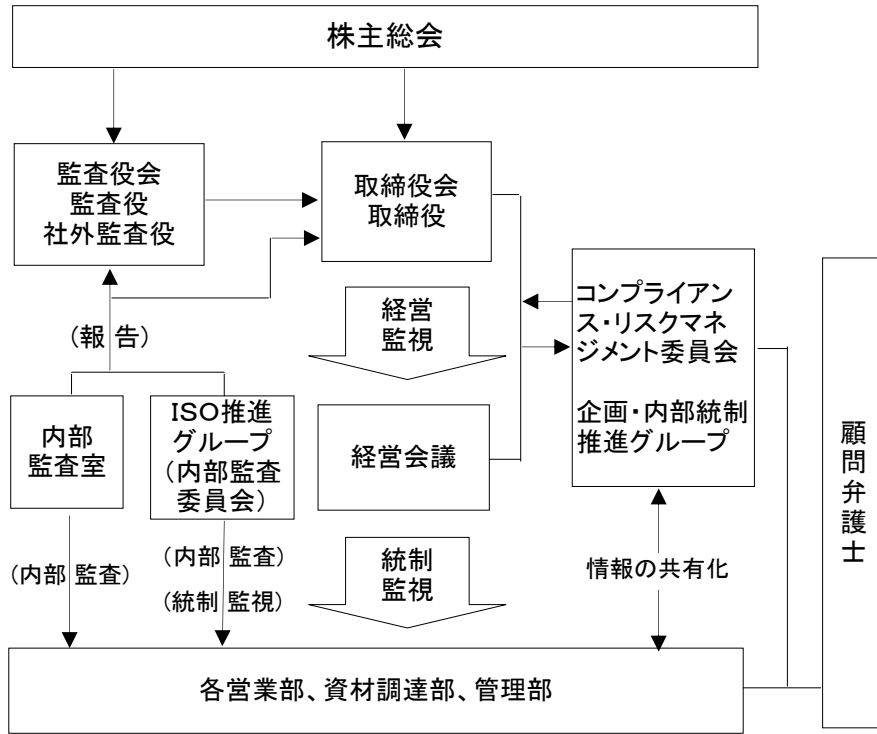 株主総会
監査役会
監査役
社外監査役
取締役会
取締役
(報告)
経営
監視
コンプライアン
ス・リスクマネ
ジメント委員会
企画・内部統制
推進グループ
内部
監査室
ISO推進
グループ
(内部監査
委員会)
経営会議
顧問弁護士
(内部監査)
(内部監査)
(統制監視)
統制
監視
情報の共有化
各営業部、資材調達部、管理部